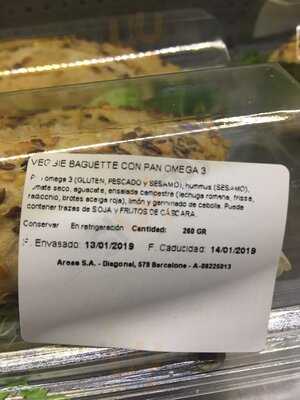 VEGGIE BAGUETTE CON PAN OMEGA 3
Pan omega 3 (GLUTEN, PESCADO y SESAMO), hummus (SESAMO),
tomate seco, aguacate, ensalada campestre (lechuga romana, frisse,
radicchio, brotes acelga roja), limón y germinado de cebolla. Puede
contener trazas de SOJA y FRUTOS DE CÁSCARA.
Conservar En refrigeración Cantidad: 260 GR
F. Envasado: 13/01/2019 F. Caducidad: 14/01/2019
Areas S.A. - Diagonal, 579 Barcelona - A-08225013